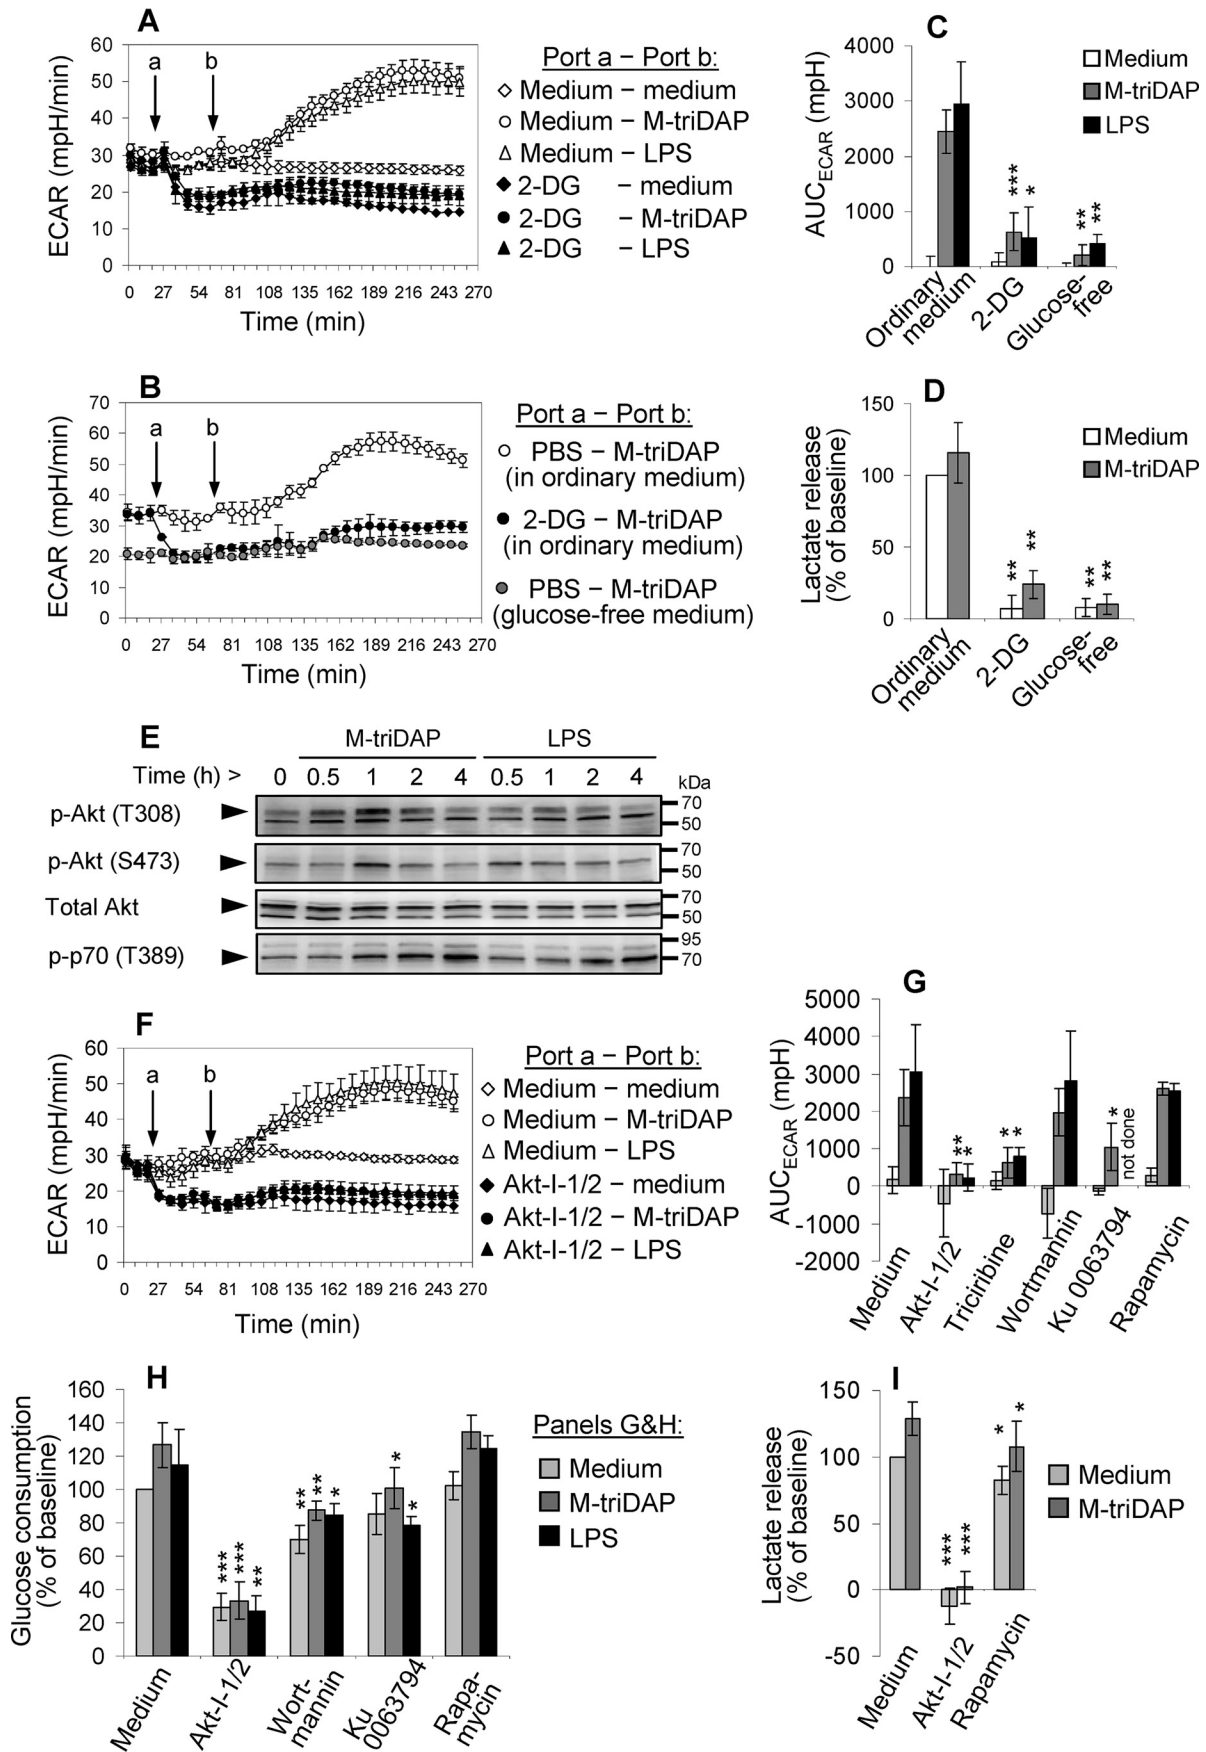 A
ECAR (mpH/min)
60
50
40
30
20
10
0
a
b
0 27 54 81 108 135 162 189 216 243 270
Time (min)
Port a – Port b:
Medium – medium
Medium – M-triDAP
Medium – LPS
2-DG – medium
2-DG – M-triDAP
2-DG – LPS
C
AUCECAR (mpH)
4000
3000
2000
1000
0
***
*
**
**
Ordinary
medium
2-DG
Glucose-
free
Medium
M-triDAP
LPS
B
ECAR (mpH/min)
70
60
50
40
30
20
10
0
a
b
0 27 54 81 108 135 162 189 216 243 270
Time (min)
Port a – Port b:
PBS – M-triDAP
(in ordinary medium)
2-DG – M-triDAP
(in ordinary medium)
PBS – M-triDAP
(glucose-free medium)
D
Lactate release
(% of baseline)
150
100
50
0
**
**
**
**
Ordinary
medium
2-DG
Glucose-
free
Medium
M-triDAP
E
M-triDAP LPS
Time (h) > 0 0.5 1 2 4 0.5 1 2 4
kDa
p-Akt (T308)
70
50
p-Akt (S473)
70
50
Total Akt
70
50
p-p70 (T389)
95
70
F
ECAR (mpH/min)
60
50
40
30
20
10
0
a
b
0 27 54 81 108 135 162 189 216 243 270
Time (min)
Port a – Port b:
Medium – medium
Medium – M-triDAP
Medium – LPS
Akt-I-1/2 – medium
Akt-I-1/2 – M-triDAP
Akt-I-1/2 – LPS
G
AUCECAR (mpH)
5000
4000
3000
2000
1000
0
-1000
-2000
**
**
*
*
*
not done
Medium
Akt-I-1/2
Triciribine
Wortmannin
Ku 0063794
Rapamycin
H
Glucose consumption
(% of baseline)
160
140
120
100
80
60
40
20
0
***
***
**
**
**
*
*
*
Medium
Akt-I-1/2
Wort-
mannin
Ku
0063794
Rapa-
mycin
Panels G&H:
Medium
M-triDAP
LPS
I
Lactate release
(% of baseline)
150
100
50
0
-50
***
***
*
*
Medium
Akt-I-1/2
Rapamycin
Medium
M-triDAP